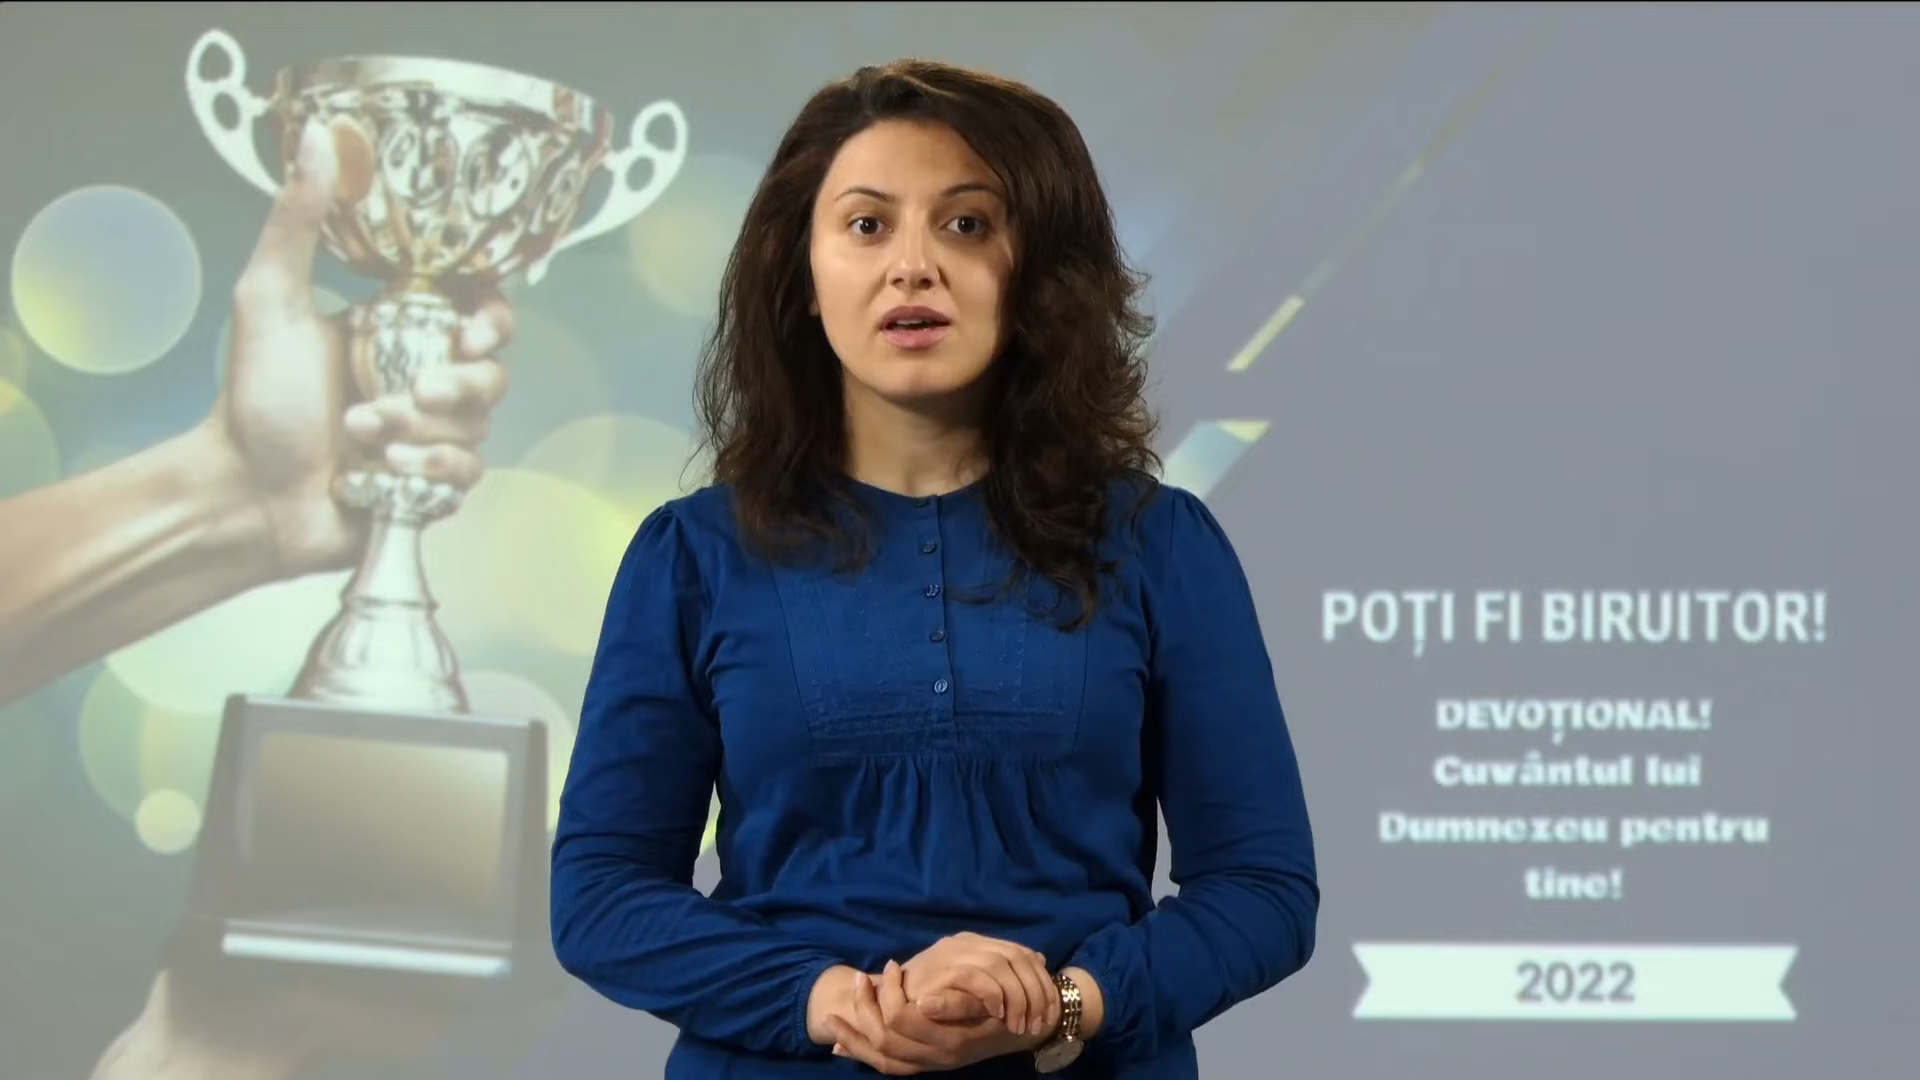 POȚI FI BIRUITOR!
DEVOȚIONAL!
Cuvântul lui
Dumnezeu pentru
tine!
2022